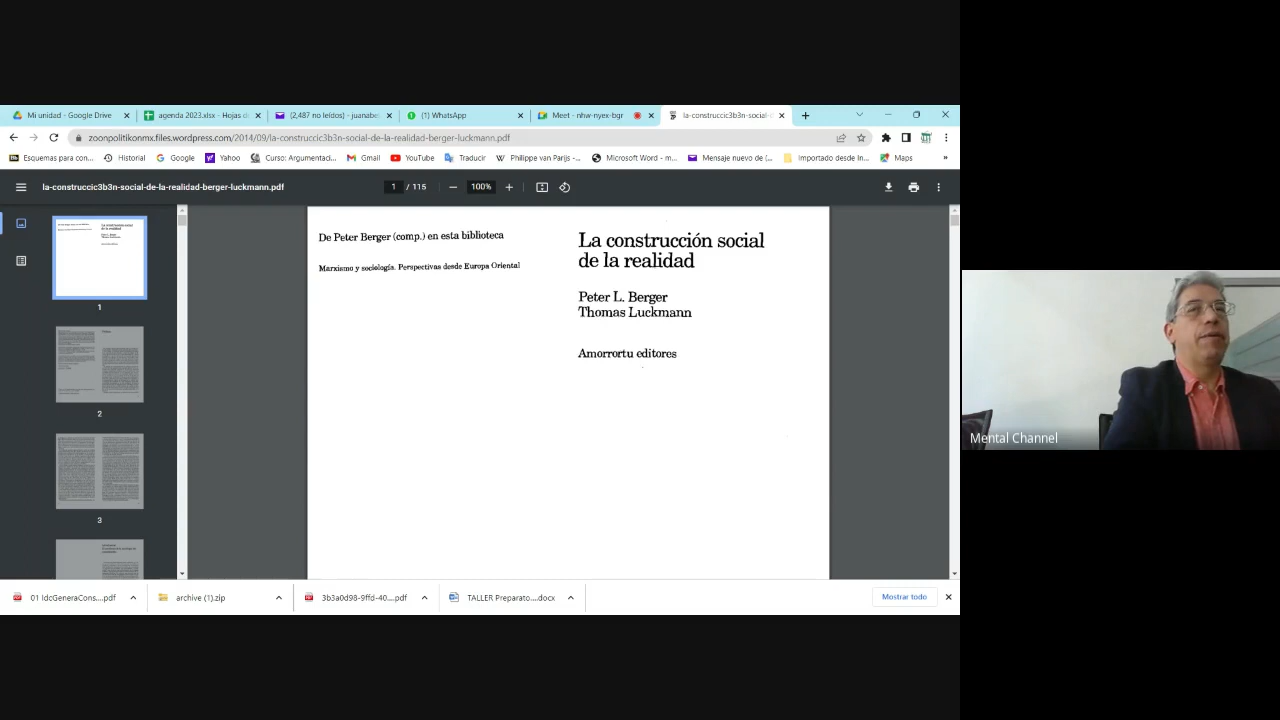 Mi unidad - Google Drive
agenda 2023.xlsx - Hojas d
(2,487 no leídos) - juanabe
(1) WhatsApp
Meet - nhw-nyex-bgr
la-construccic3b3n-social-d
zoonpolitikonmx.files.wordpress.com/2014/09/la-construccic3b3n-social-de-la-realidad-berger-luckmann.pdf
Esquemas para con...
Historial
Google
Yahoo
Curso: Argumentaci...
Gmail
YouTube
Traducir
Philippe van Parijs -...
Microsoft Word - m...
Mensaje nuevo de (...
Importado desde In...
Maps
»
la-construccic3b3n-social-de-la-realidad-berger-luckmann.pdf
1 / 115
100%
De Peter Berger (comp.) en esta biblioteca
Marxismo y sociología. Perspectivas desde Europa Oriental
La construcción social
de la realidad
Peter L. Berger
Thomas Luckmann
Amorrortu editores
1
2
3
Mental Channel
01 IdcGeneraCons....pdf
archive (1).zip
3b3a0d98-9ffd-40....pdf
TALLER Preparato....docx
Mostrar todo